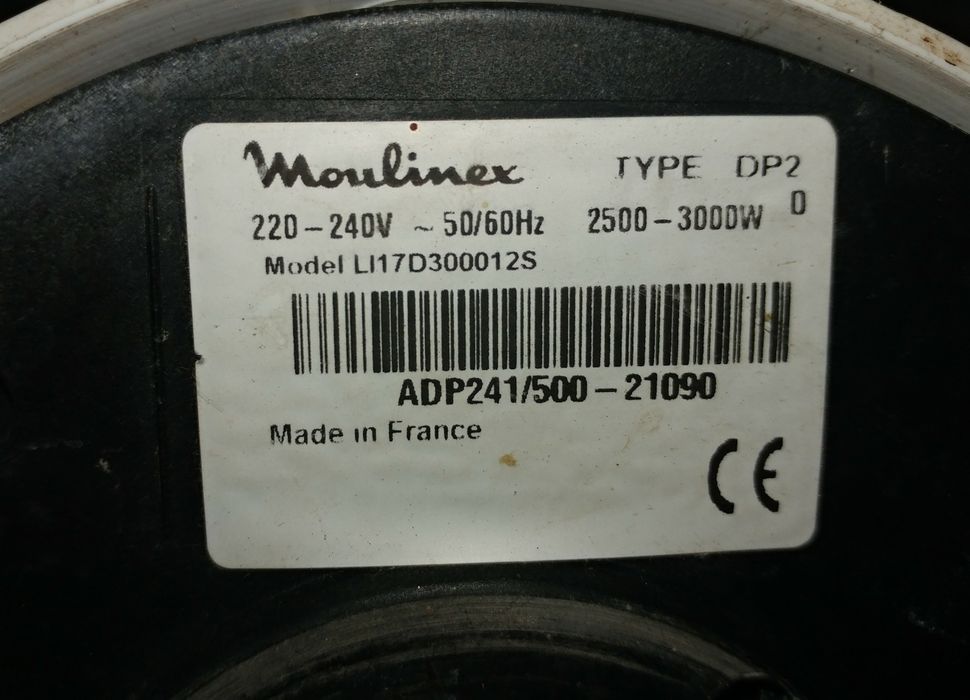 Moulinex TYPE DP2
0
220-240V ~ 50/60Hz 2500-3000W
Model LI17D300012S
ADP241/500-21090
Made in France
CE